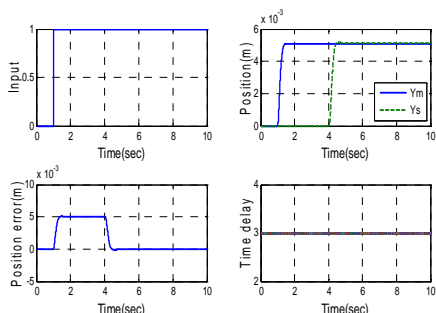 1
0.5
0
0 2 4 6 8 10
Input
Time(sec)
x 10-3
6
4
2
0
0 2 4 6 8 10
Position(m)
Time(sec)
Ym
Ys
x 10-3
10
5
0
-5
0 2 4 6 8 10
Position error(m)
Time(sec)
4
3
2
0 2 4 6 8 10
Time delay
Time(sec)